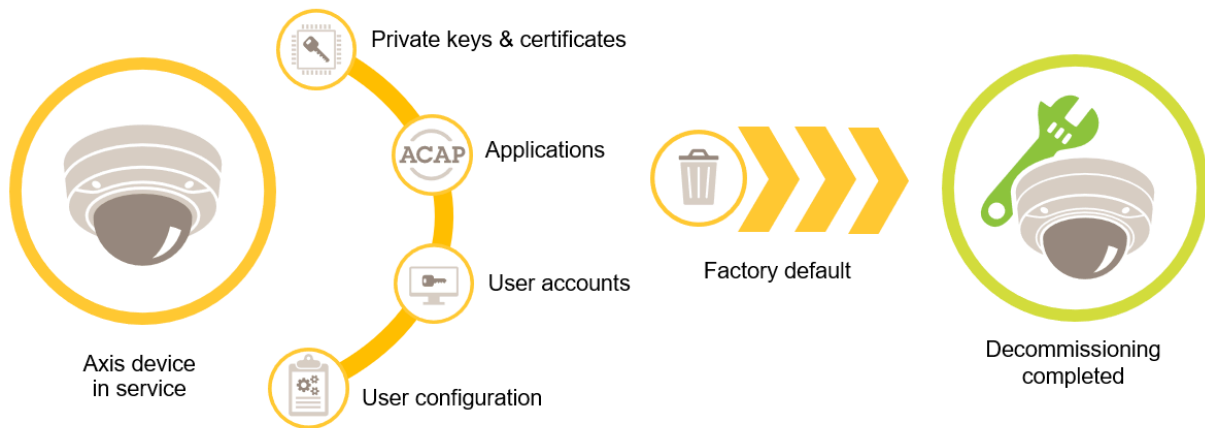 Private keys & certificates
ACAP
Applications
User accounts
User configuration
Axis device
in service
Factory default
Decommissioning
completed